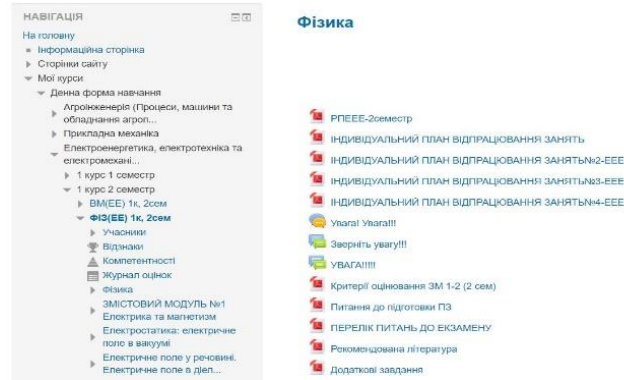 НАВІГАЦІЯ
На головну
Інформаційна сторінка
Сторінки сайту
Мої курси
Денна форма навчання
Агроінженерія (Процеси, машини та
обладнання агроп...
Прикладна механіка
Електроенергетика, електротехніка та
електромехані...
1 курс 1 семестр
1 курс 2 семестр
ВМ(ЕЕ) 1к, 2сем
ФІЗ(ЕЕ) 1к, 2сем
Учасники
Відзнаки
Компетентності
Журнал оцінок
Фізика
ЗМІСТОВИЙ МОДУЛЬ №1
Електрика та магнетизм
Електростатика: електричне
поле в вакуумі
Електричне поле у речовині.
Електричне поле в діел...
Фізика
РПЕЕЕ-2семестр
ІНДИВІДУАЛЬНИЙ ПЛАН ВІДПРАЦЮВАННЯ ЗАНЯТЬ
ІНДИВІДУАЛЬНИЙ ПЛАН ВІДПРАЦЮВАННЯ ЗАНЯТЬ№2-ЕЕЕ
ІНДИВІДУАЛЬНИЙ ПЛАН ВІДПРАЦЮВАННЯ ЗАНЯТЬ№3-ЕЕЕ
ІНДИВІДУАЛЬНИЙ ПЛАН ВІДПРАЦЮВАННЯ ЗАНЯТЬ№4-ЕЕЕ
Увага! Увага!!!
Зверніть увагу!!!
УВАГА!!!!!
Критерії оцінювання ЗМ 1-2 (2 сем)
Питання до підготовки ПЗ
ПЕРЕЛІК ПИТАНЬ ДО ЕКЗАМЕНУ
Рекомендована література
Додаткові завдання